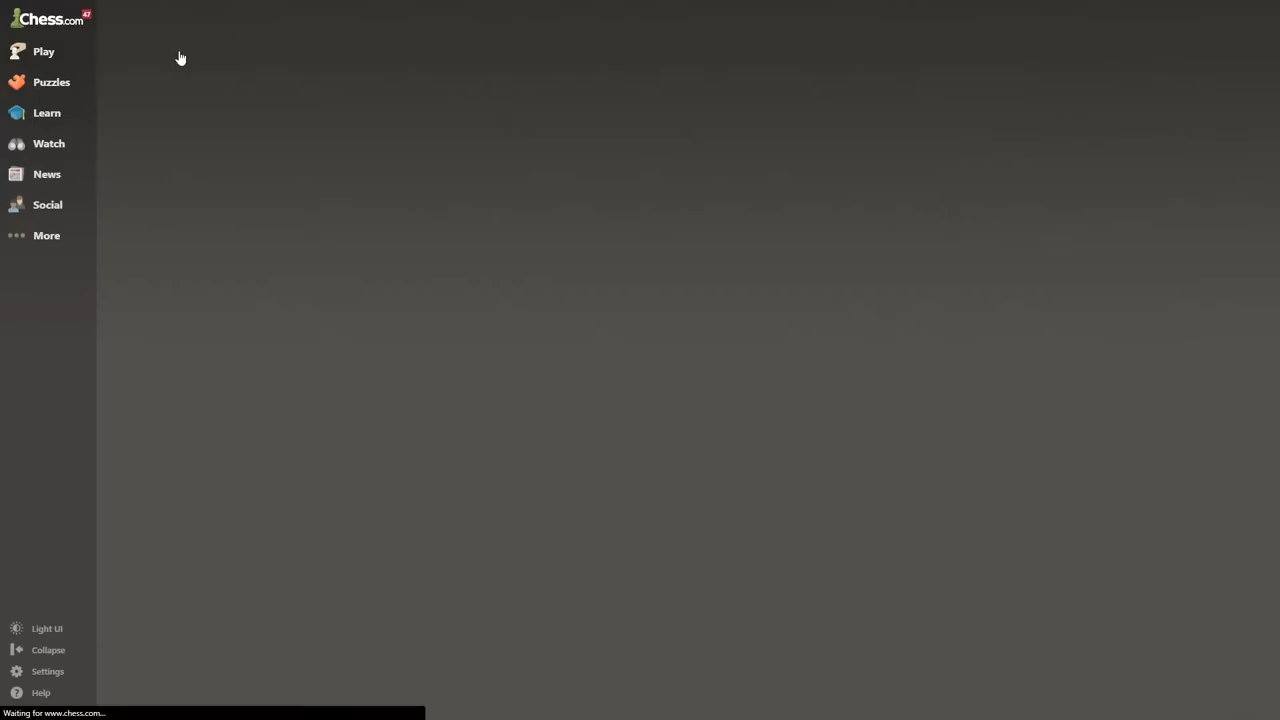 Chess.com 47
Play
Puzzles
Learn
Watch
News
Social
More
Light UI
Collapse
Settings
Help
Waiting for www.chess.com...